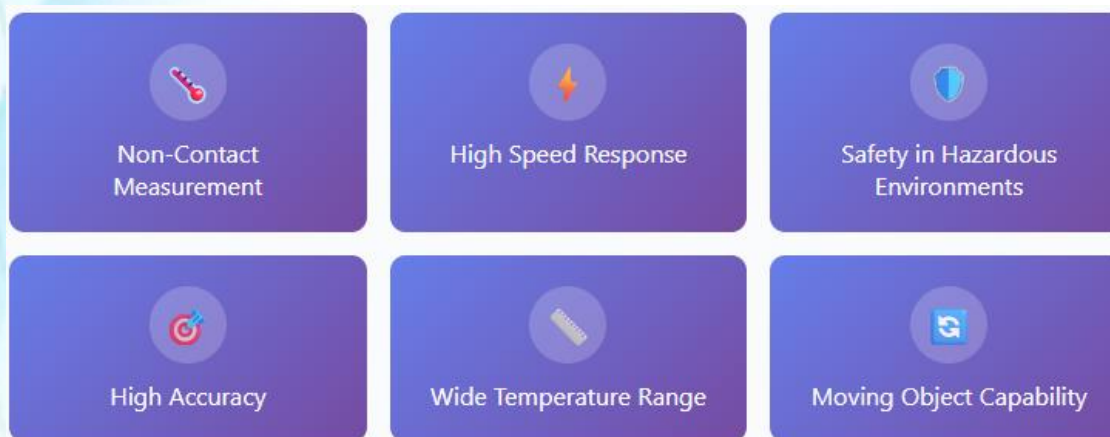 Non-Contact
Measurement
High Speed Response
Safety in Hazardous
Environments
High Accuracy
Wide Temperature Range
Moving Object Capability